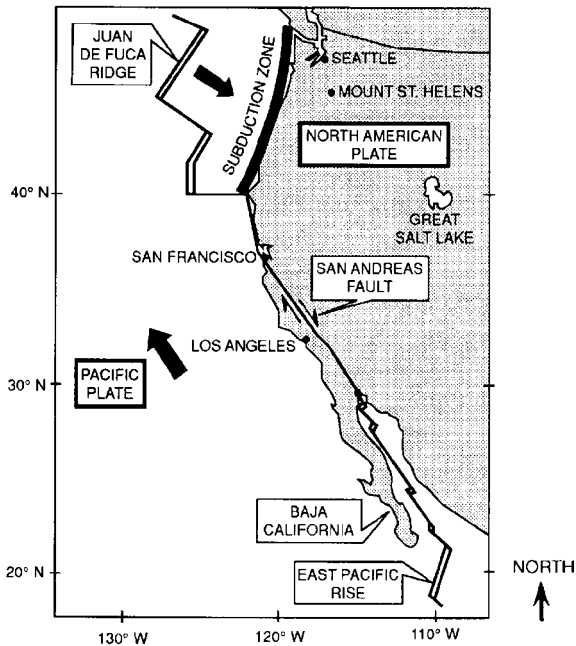 JUAN
DE FUCA
RIDGE
SUBDUCTION ZONE
SEATTLE
MOUNT ST. HELENS
NORTH AMERICAN
PLATE
40° N
GREAT
SALT LAKE
SAN FRANCISCO
SAN ANDREAS
FAULT
LOS ANGELES
30° N
PACIFIC
PLATE
BAJA
CALIFORNIA
20° N
EAST PACIFIC
RISE
NORTH
130° W
120° W
110° W